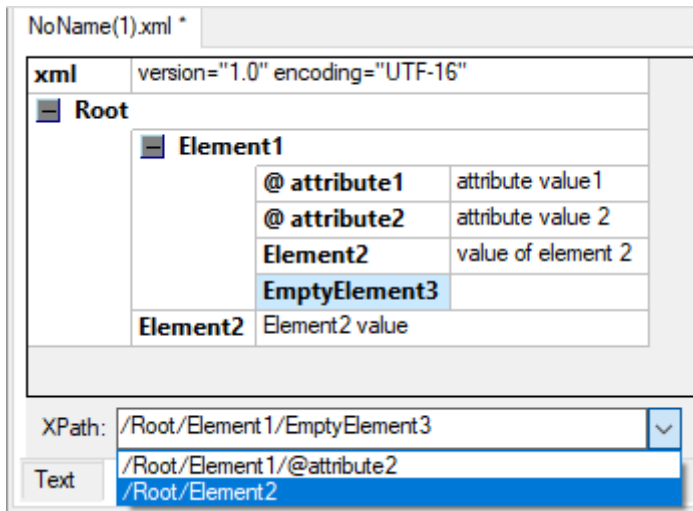 NoName(1).xml *
xml version="1.0" encoding="UTF-16"
Root
Element1
@ attribute1 attribute value1
@ attribute2 attribute value 2
Element2 value of element 2
EmptyElement3
Element2 Element2 value
XPath: /Root/Element1/EmptyElement3
/Root/Element1/@attribute2
Text /Root/Element2